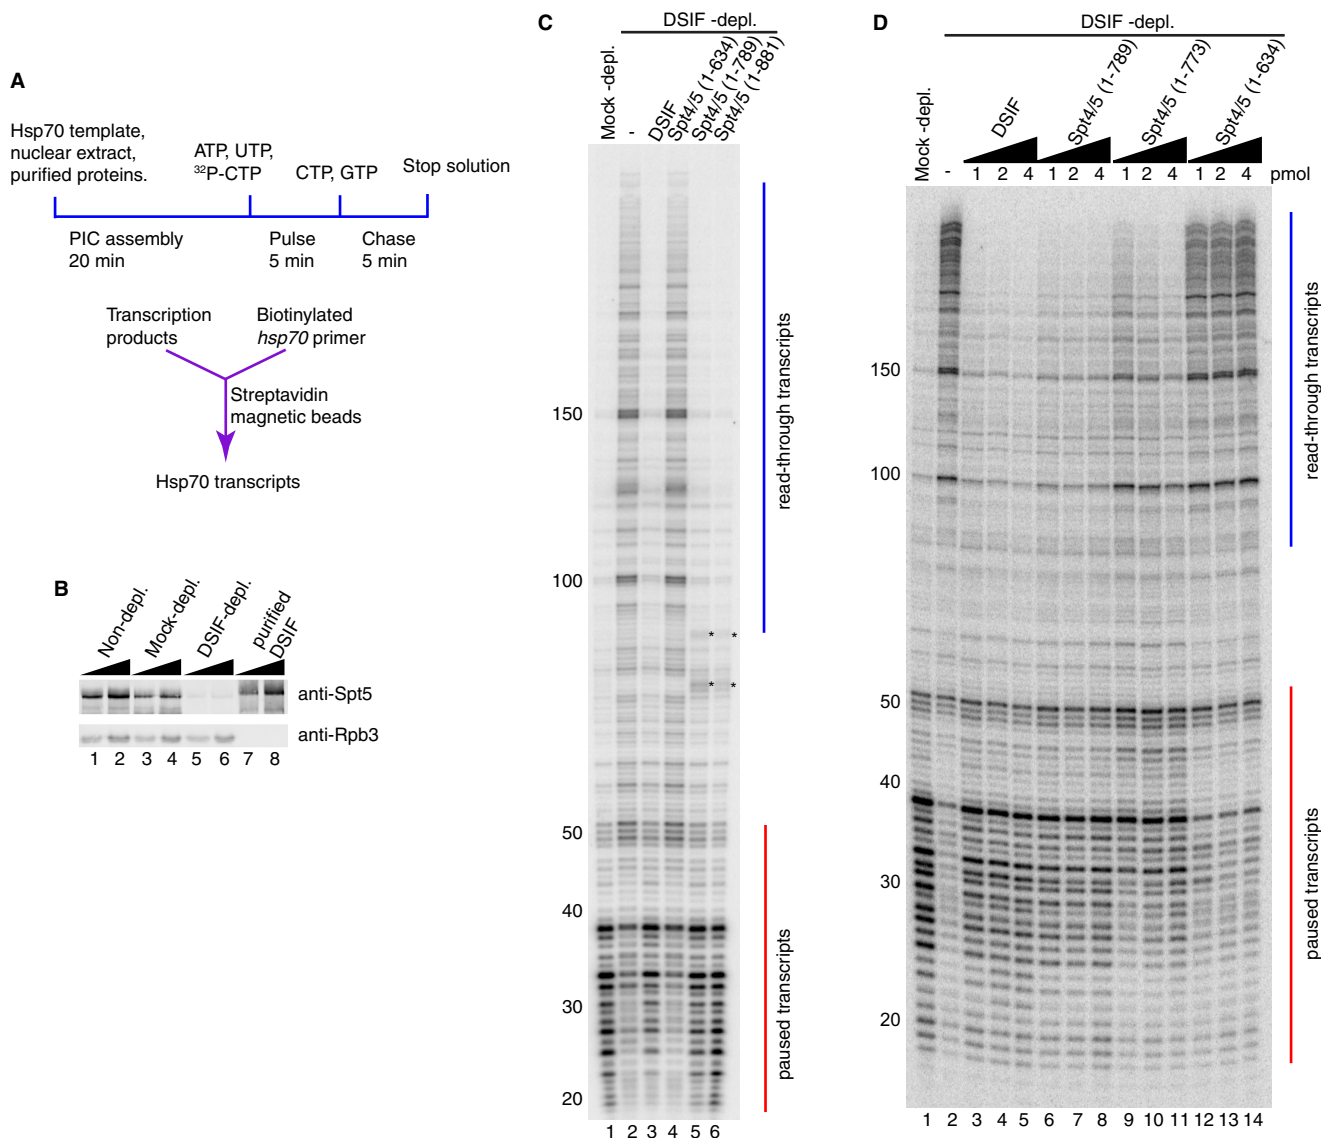 A
Hsp70 template,
nuclear extract,
purified proteins.
ATP, UTP,
32P-CTP
CTP, GTP
Stop solution
PIC assembly
20 min
Pulse
5 min
Chase
5 min
Transcription
products
Biotinylated
hsp70 primer
Streptavidin
magnetic beads
Hsp70 transcripts
B
Non-depl.
Mock-depl.
DSIF-depl.
purified
DSIF
anti-Spt5
anti-Rpb3
1 2 3 4 5 6 7 8
C
DSIF -depl.
Mock -depl.
-
DSIF
Spt4/5 (1-634)
Spt4/5 (1-789)
Spt4/5 (1-881)
150
100
50
40
30
20
* *
* *
read-through transcripts
paused transcripts
1 2 3 4 5 6
D
DSIF -depl.
Mock -depl.
-
DSIF
Spt4/5 (1-789)
Spt4/5 (1-773)
Spt4/5 (1-634)
1 2 4 1 2 4 1 2 4 1 2 4 pmol
150
100
50
40
30
20
read-through transcripts
paused transcripts
1 2 3 4 5 6 7 8 9 10 11 12 13 14